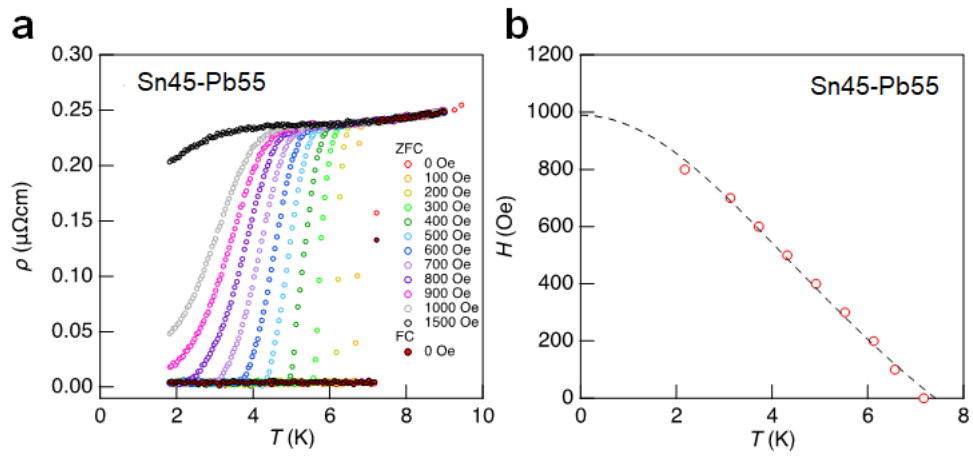 a
b
0.30
0.25
0.20
0.15
0.10
0.05
0.00
ρ (μΩcm)
Sn45-Pb55
ZFC
0 Oe
100 Oe
200 Oe
300 Oe
400 Oe
500 Oe
600 Oe
700 Oe
800 Oe
900 Oe
1000 Oe
1500 Oe
FC
0 Oe
0 2 4 6 8 10
T (K)
1200
1000
800
600
400
200
0
H (Oe)
Sn45-Pb55
0 2 4 6 8
T (K)